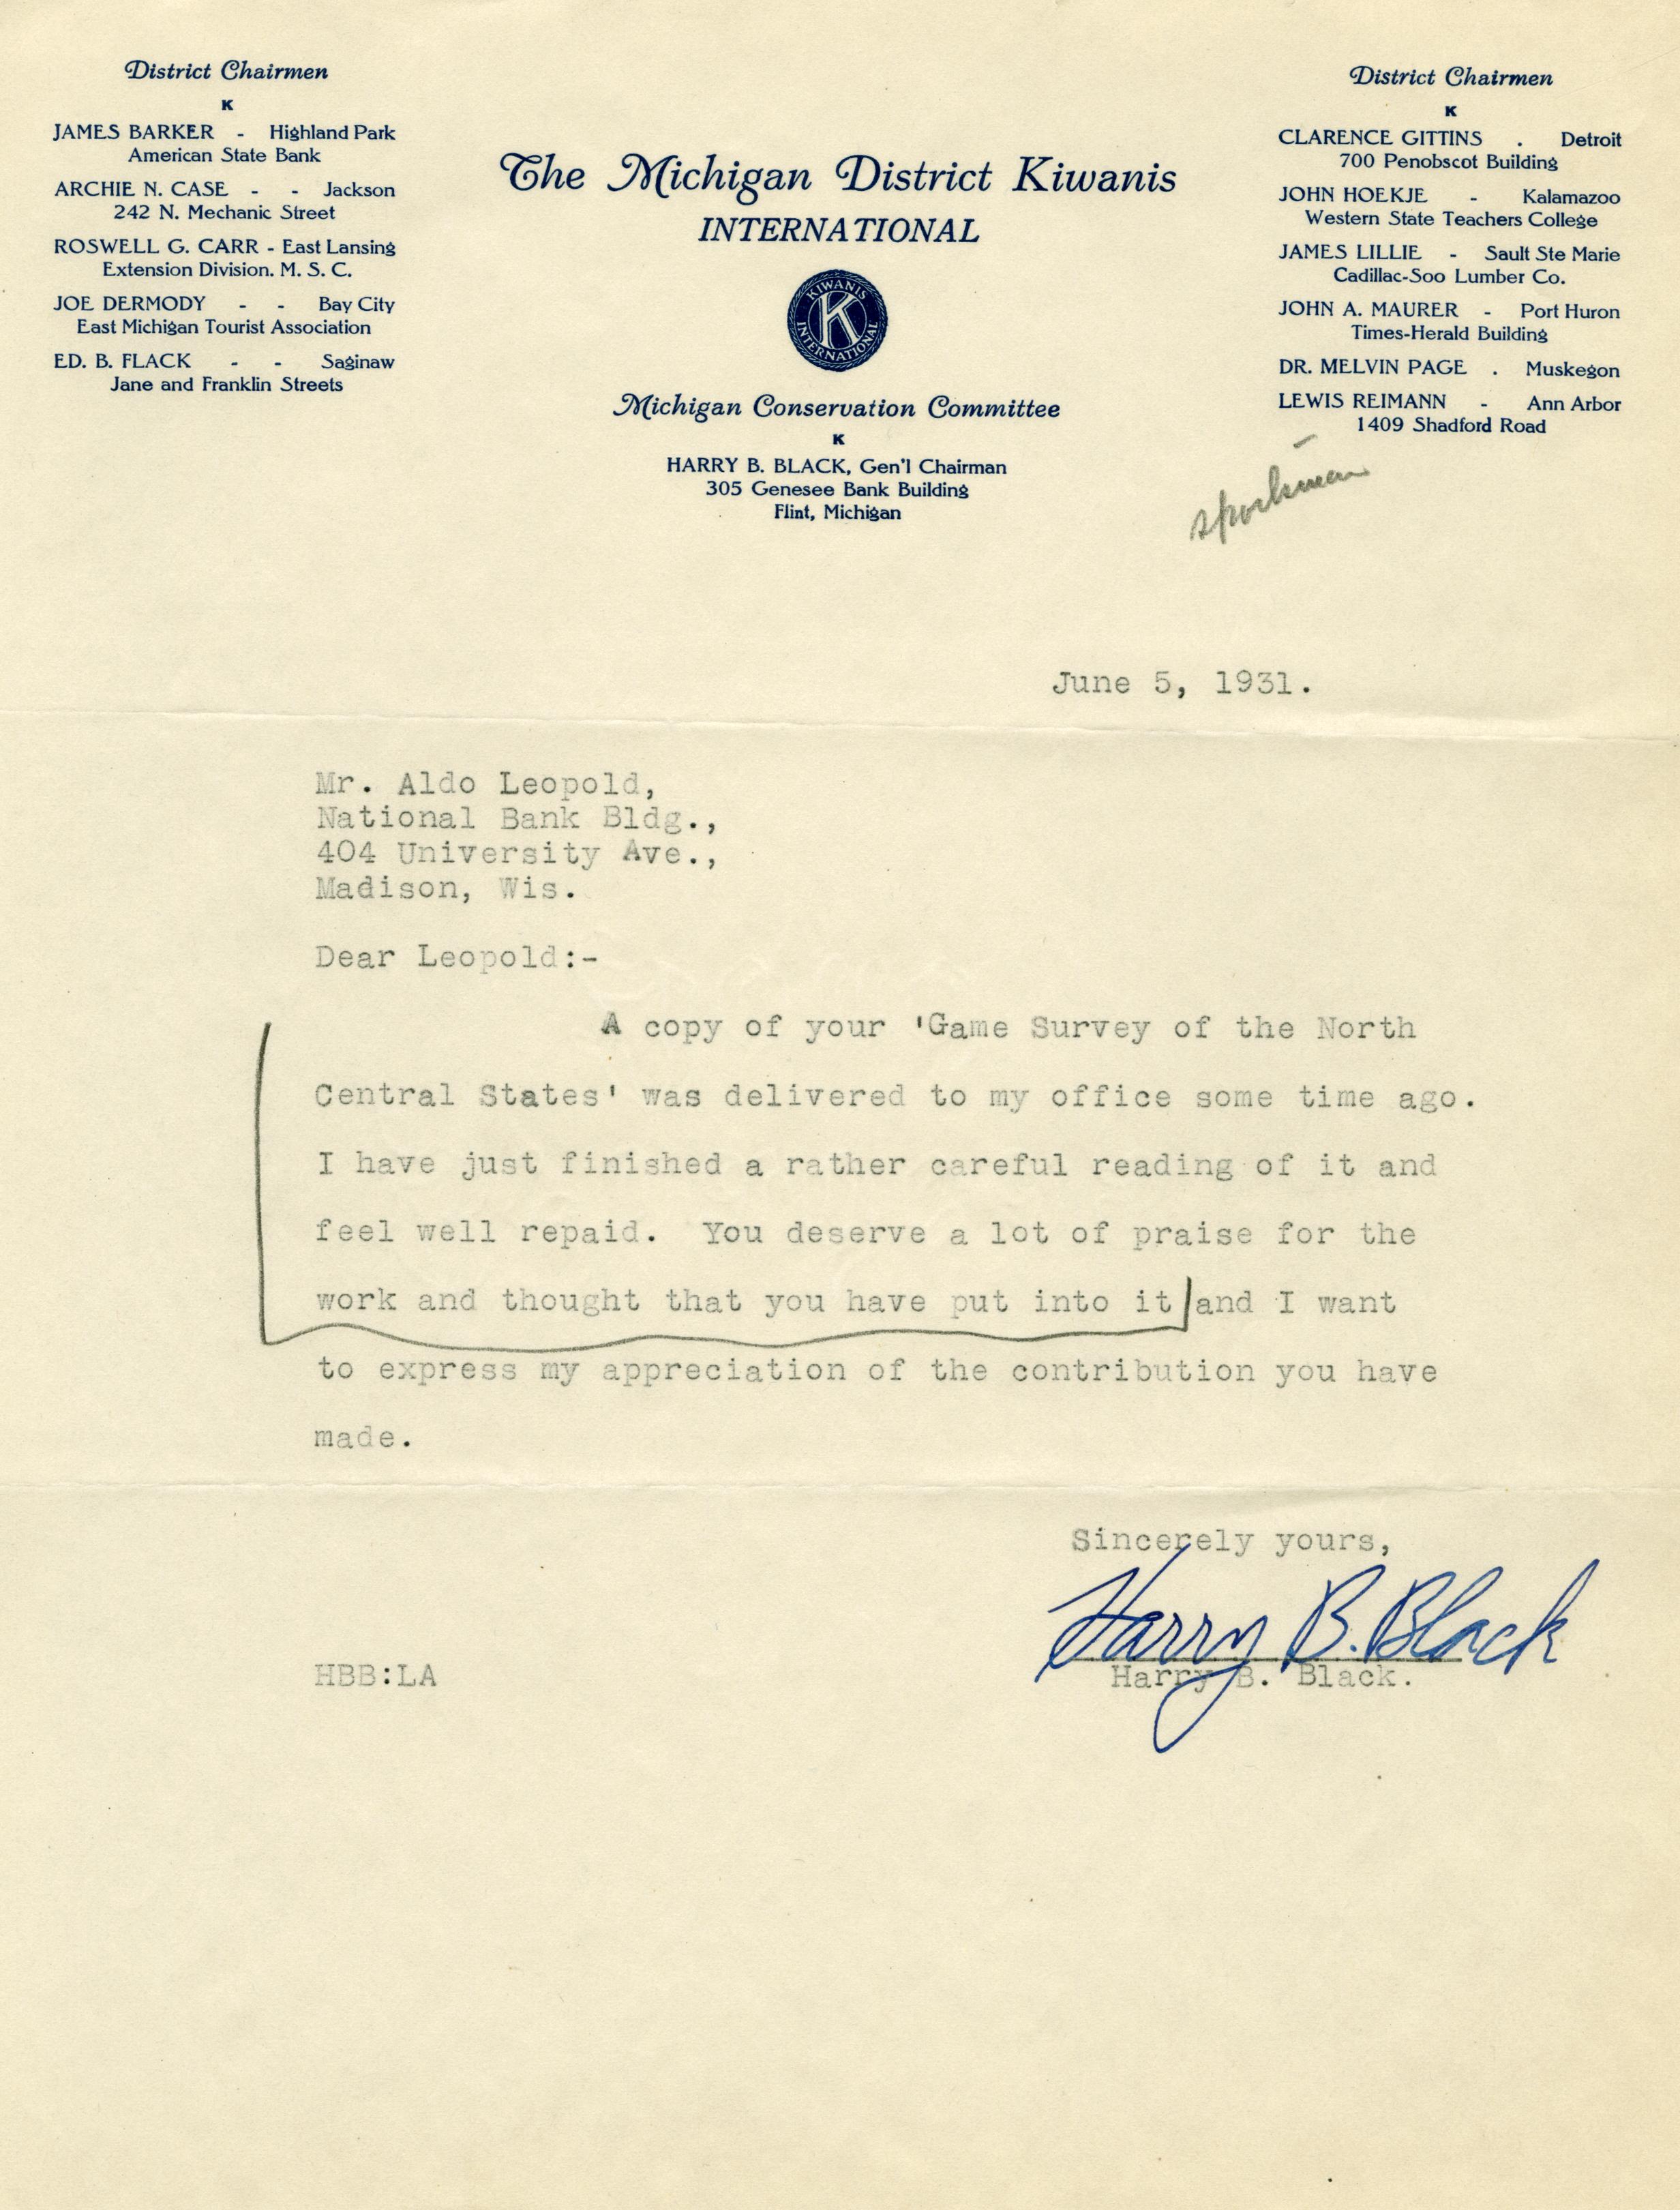 District Chairmen
K
JAMES BARKER - Highland Park
American State Bank
ARCHIE N. CASE - - Jackson
242 N. Mechanic Street
ROSWELL G. CARR - East Lansing
Extension Division. M. S. C.
JOE DERMODY - - Bay City
East Michigan Tourist Association
ED. B. FLACK - - Saginaw
Jane and Franklin Streets
The Michigan District Kiwanis
INTERNATIONAL
KIWANIS
K
INTERNATIONAL
Michigan Conservation Committee
K
HARRY B. BLACK, Gen'l Chairman
305 Genesee Bank Building
Flint, Michigan
District Chairmen
K
CLARENCE GITTINS . Detroit
700 Penobscot Building
JOHN HOEKJE - Kalamazoo
Western State Teachers College
JAMES LILLIE - Sault Ste Marie
Cadillac-Soo Lumber Co.
JOHN A. MAURER - Port Huron
Times-Herald Building
DR. MELVIN PAGE . Muskegon
LEWIS REIMANN - Ann Arbor
1409 Shadford Road
June 5, 1931.
Mr. Aldo Leopold,
National Bank Bldg.,
404 University Ave.,
Madison, Wis.
Dear Leopold:-
A copy of your 'Game Survey of the North
Central States' was delivered to my office some time ago.
I have just finished a rather careful reading of it and
feel well repaid. You deserve a lot of praise for the
work and thought that you have put into it and I want
to express my appreciation of the contribution you have
made.
Sincerely yours,
Harry B. Black
Harry B. Black.
HBB:LA